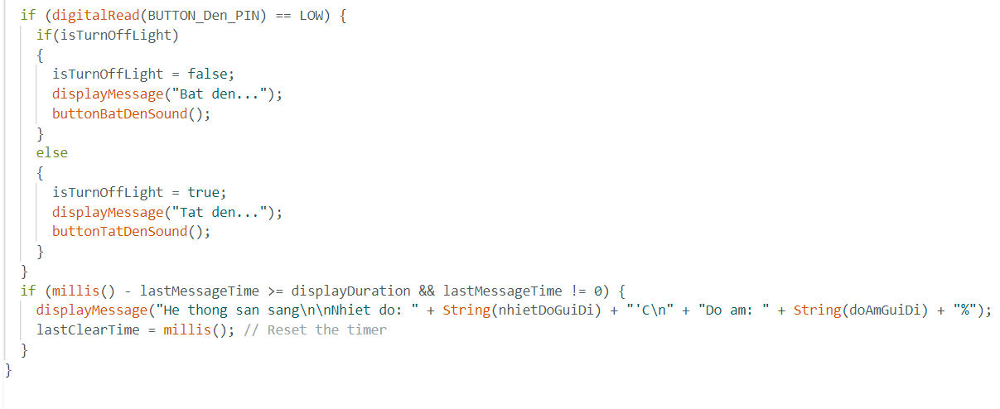 if (digitalRead(BUTTON_Den_PIN) == LOW) {
if(isTurnOffLight)
{
isTurnOffLight = false;
displayMessage("Bat den...");
buttonBatDenSound();
}
else
{
isTurnOffLight = true;
displayMessage("Tat den...");
buttonTatDenSound();
}
}
if (millis() - lastMessageTime >= displayDuration && lastMessageTime != 0) {
displayMessage("He thong san sang\n\nNhiet do: " + String(nhietDoGuiDi) + "'C\n" + "Do am: " + String(doAmGuiDi) + "%");
lastClearTime = millis(); // Reset the timer
}
}